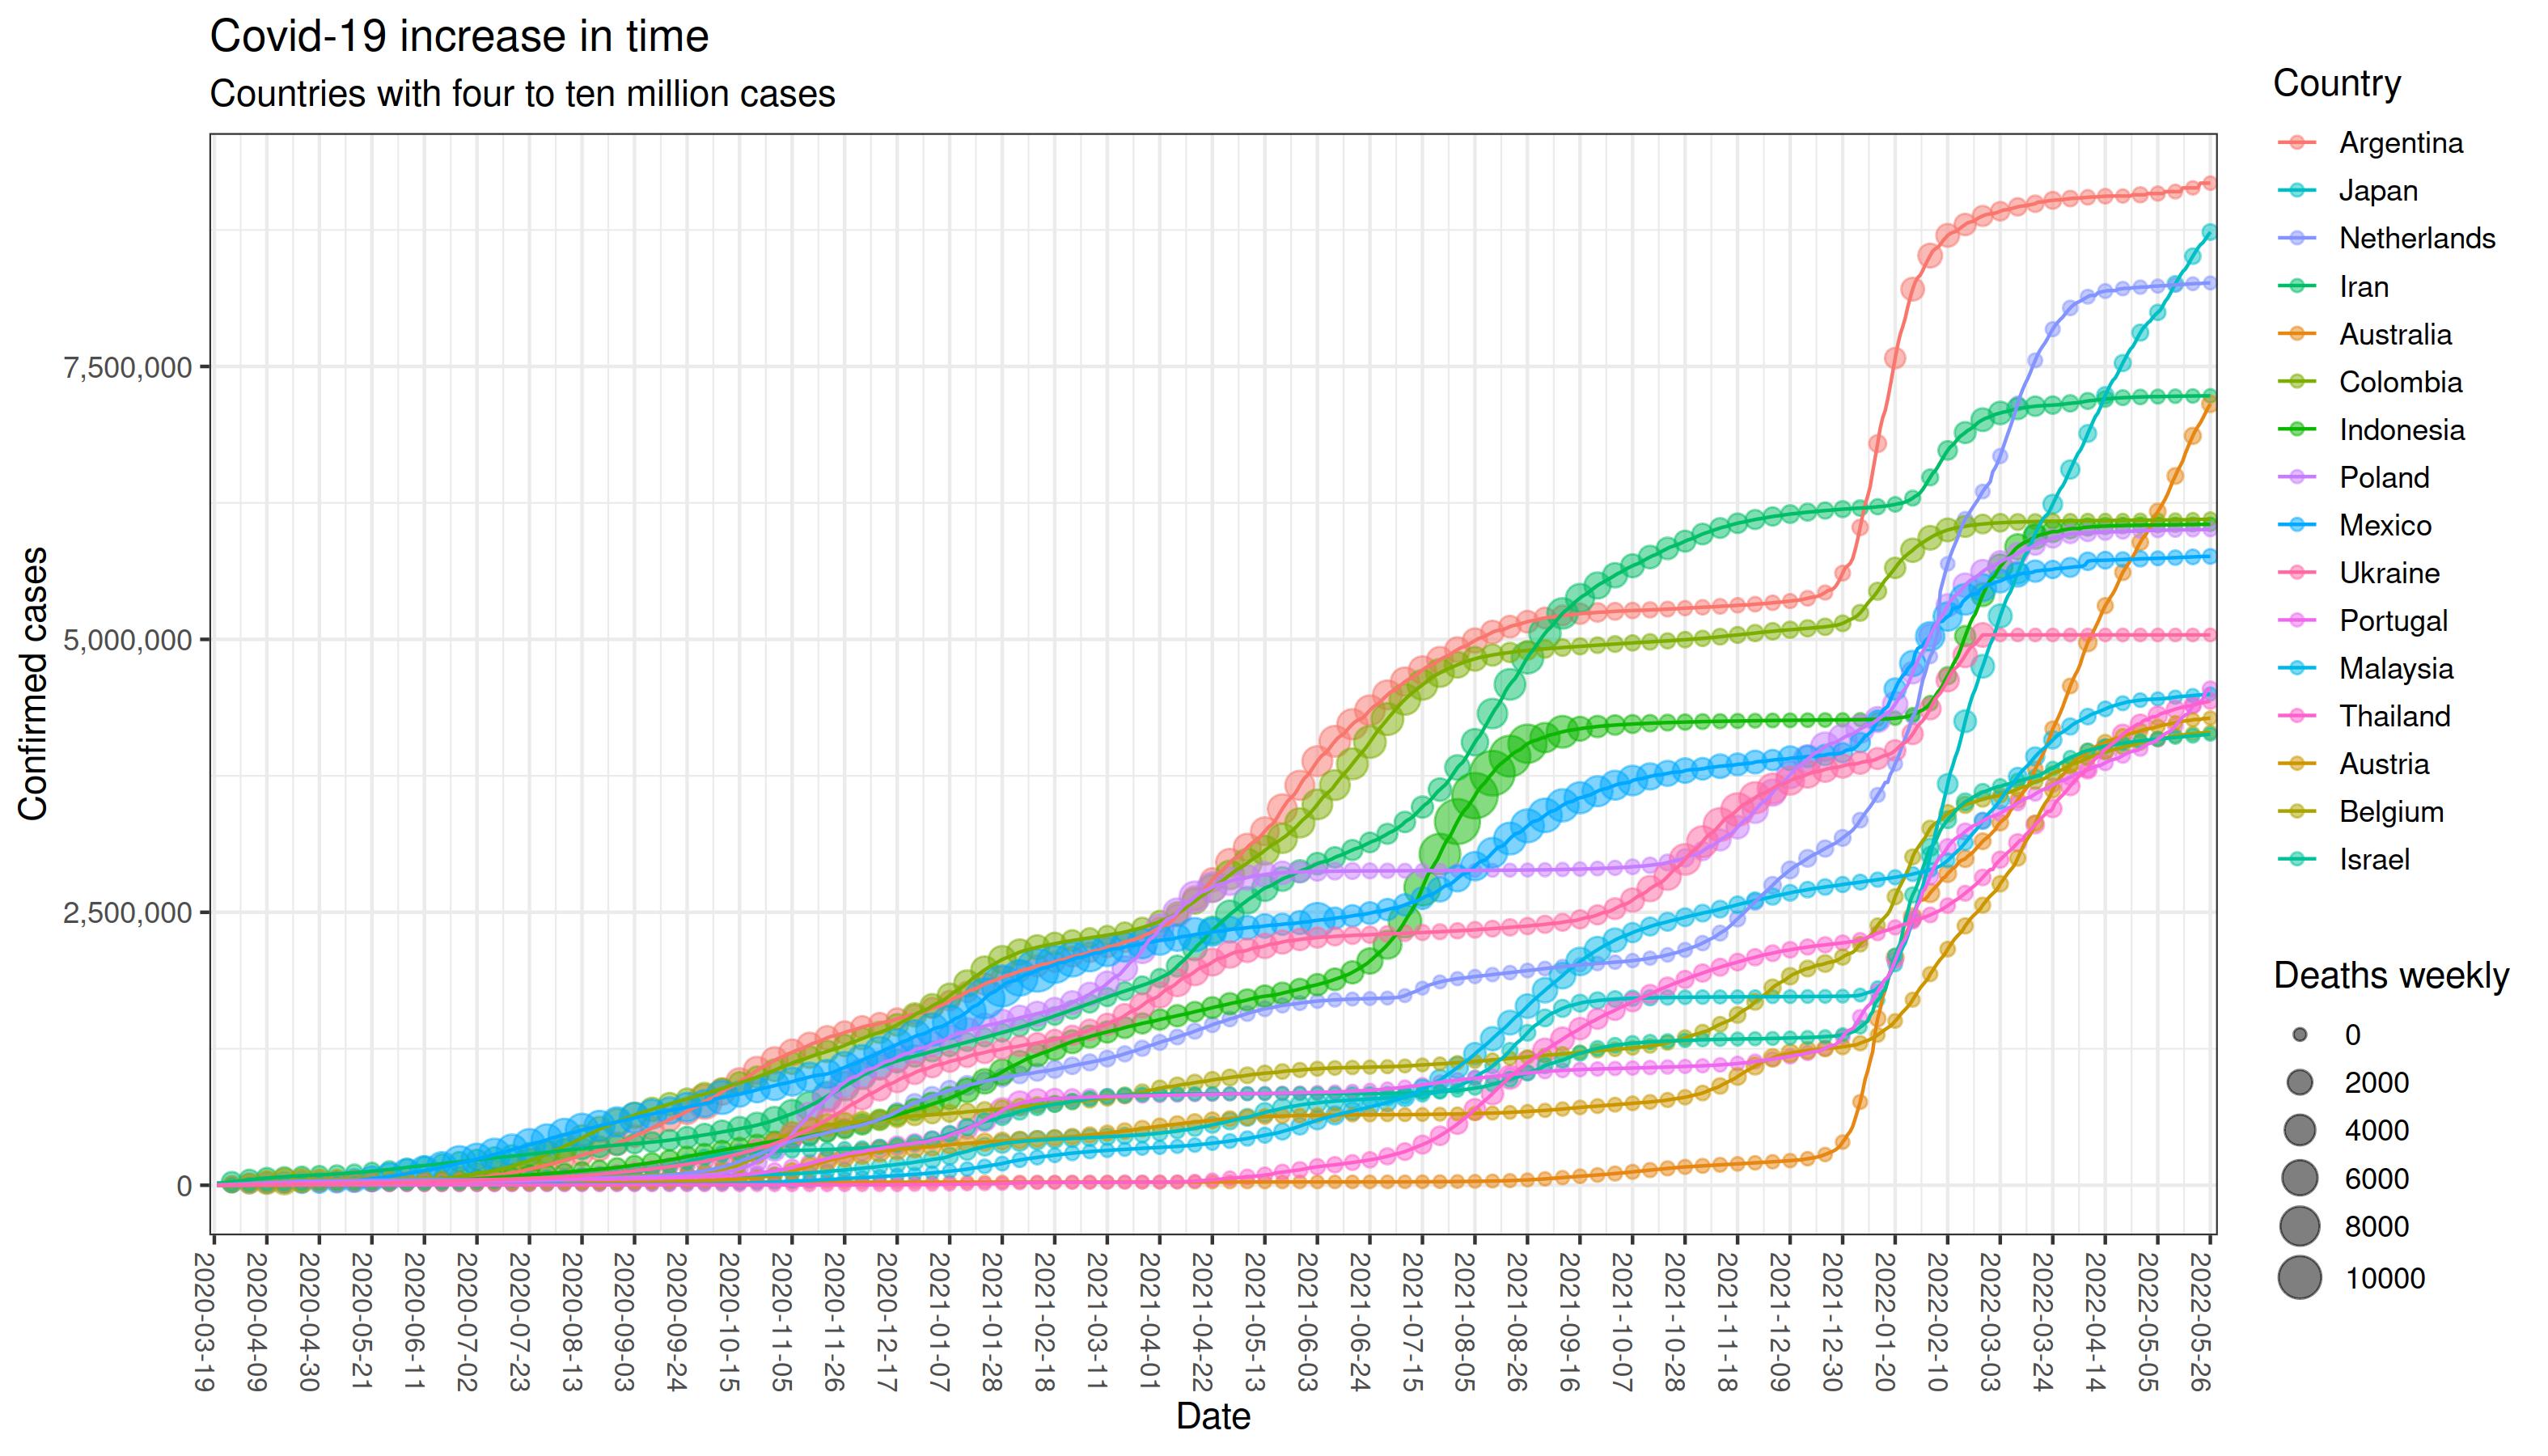 Covid-19 increase in time
Countries with four to ten million cases
Confirmed cases
7,500,000
5,000,000
2,500,000
0
2020-03-19
2020-04-09
2020-04-30
2020-05-21
2020-06-11
2020-07-02
2020-07-23
2020-08-13
2020-09-03
2020-09-24
2020-10-15
2020-11-05
2020-11-26
2020-12-17
2021-01-07
2021-01-28
2021-02-18
2021-03-11
2021-04-01
2021-04-22
2021-05-13
2021-06-03
2021-06-24
2021-07-15
2021-08-05
2021-08-26
2021-09-16
2021-10-07
2021-10-28
2021-11-18
2021-12-09
2021-12-30
2022-01-20
2022-02-10
2022-03-03
2022-03-24
2022-04-14
2022-05-05
2022-05-26
Date
Country
Argentina
Japan
Netherlands
Iran
Australia
Colombia
Indonesia
Poland
Mexico
Ukraine
Portugal
Malaysia
Thailand
Austria
Belgium
Israel
Deaths weekly
0
2000
4000
6000
8000
10000